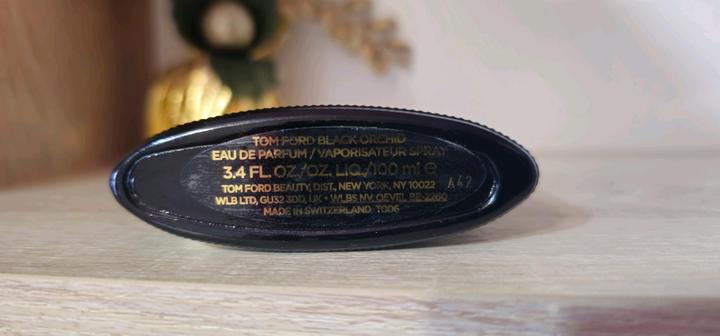 TOM FORD BLACK ORCHID
EAU DE PARFUM / VAPORISATEUR SPRAY
3.4 FL.OZ./OZ. LIQ./100 ml ℮
A42
TOM FORD BEAUTY, DIST. NEW YORK, NY 10022
WLB LTD, GU32 3DD, UK • WLBS NV, OEVEL BE-2260
MADE IN SWITZERLAND TG06